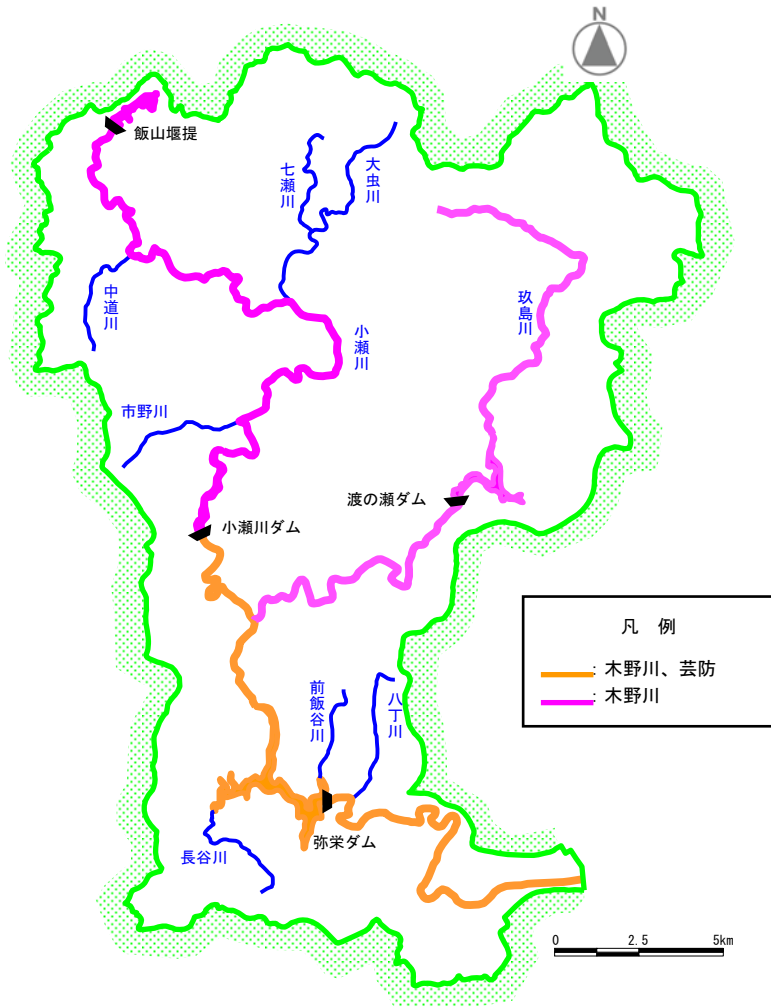 N
飯山堰提
七瀬川
大虫川
中道川
小瀬川
玖島川
市野川
渡の瀬ダム
小瀬川ダム
凡 例
: 木野川、芸防
: 木野川
前飯谷川
八丁川
弥栄ダム
長谷川
0 2.5 5km